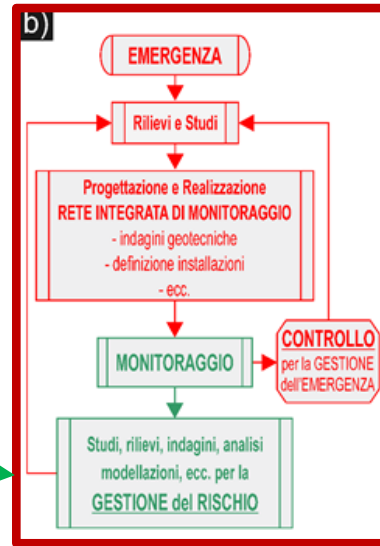 b)
EMERGENZA
Rilievi e Studi
Progettazione e Realizzazione
RETE INTEGRATA DI MONITORAGGIO
- indagini geotecniche
- definizione installazioni
- ecc.
MONITORAGGIO
CONTROLLO
per la GESTIONE
dell'EMERGENZA
Studi, rilievi, indagini, analisi
modellazioni, ecc. per la
GESTIONE del RISCHIO